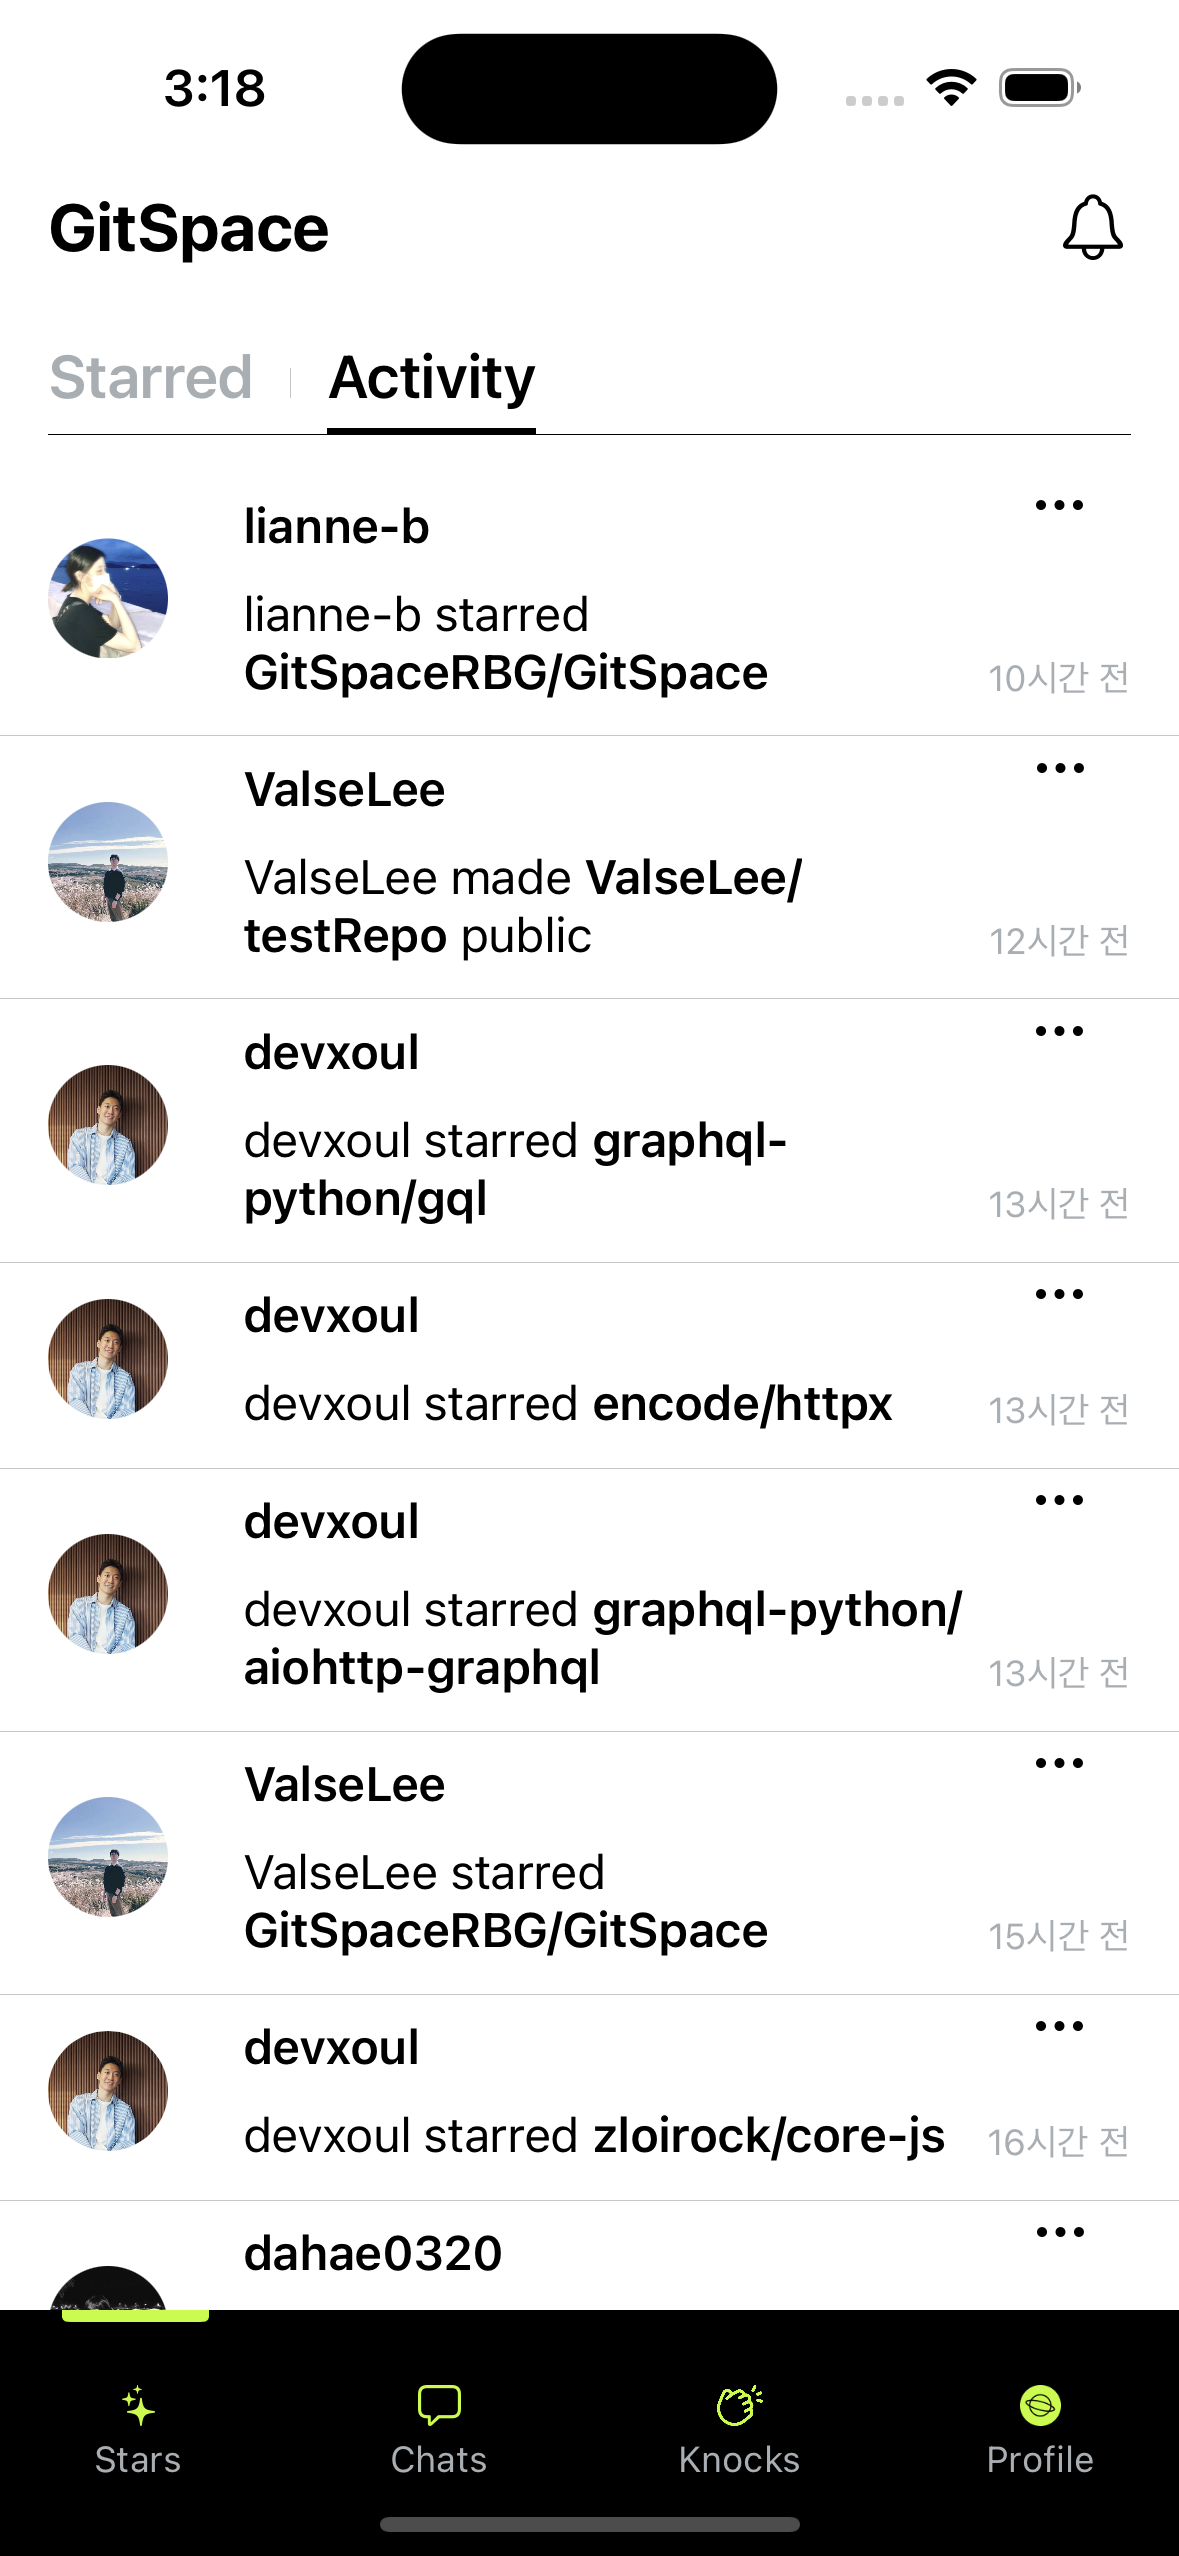 3:18
GitSpace
Starred Activity
lianne-b
lianne-b starred
GitSpaceRBG/GitSpace 10시간 전
ValseLee
ValseLee made ValseLee/
testRepo public 12시간 전
devxoul
devxoul starred graphql-
python/gql 13시간 전
devxoul
devxoul starred encode/httpx 13시간 전
devxoul
devxoul starred graphql-python/
aiohttp-graphql 13시간 전
ValseLee
ValseLee starred
GitSpaceRBG/GitSpace 15시간 전
devxoul
devxoul starred zloirock/core-js 16시간 전
dahae0320
Stars Chats Knocks Profile